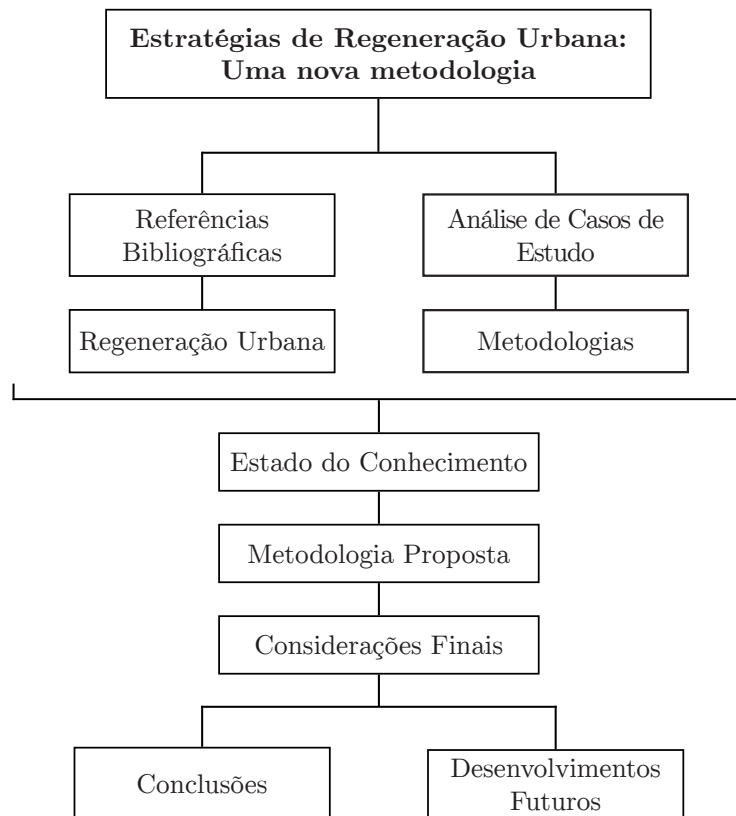 Estratégias de Regeneração Urbana:
Uma nova metodologia
Referências
Bibliográficas
Análise de Casos de
Estudo
Regeneração Urbana
Metodologias
Estado do Conhecimento
Metodologia Proposta
Considerações Finais
Conclusões
Desenvolvimentos
Futuros